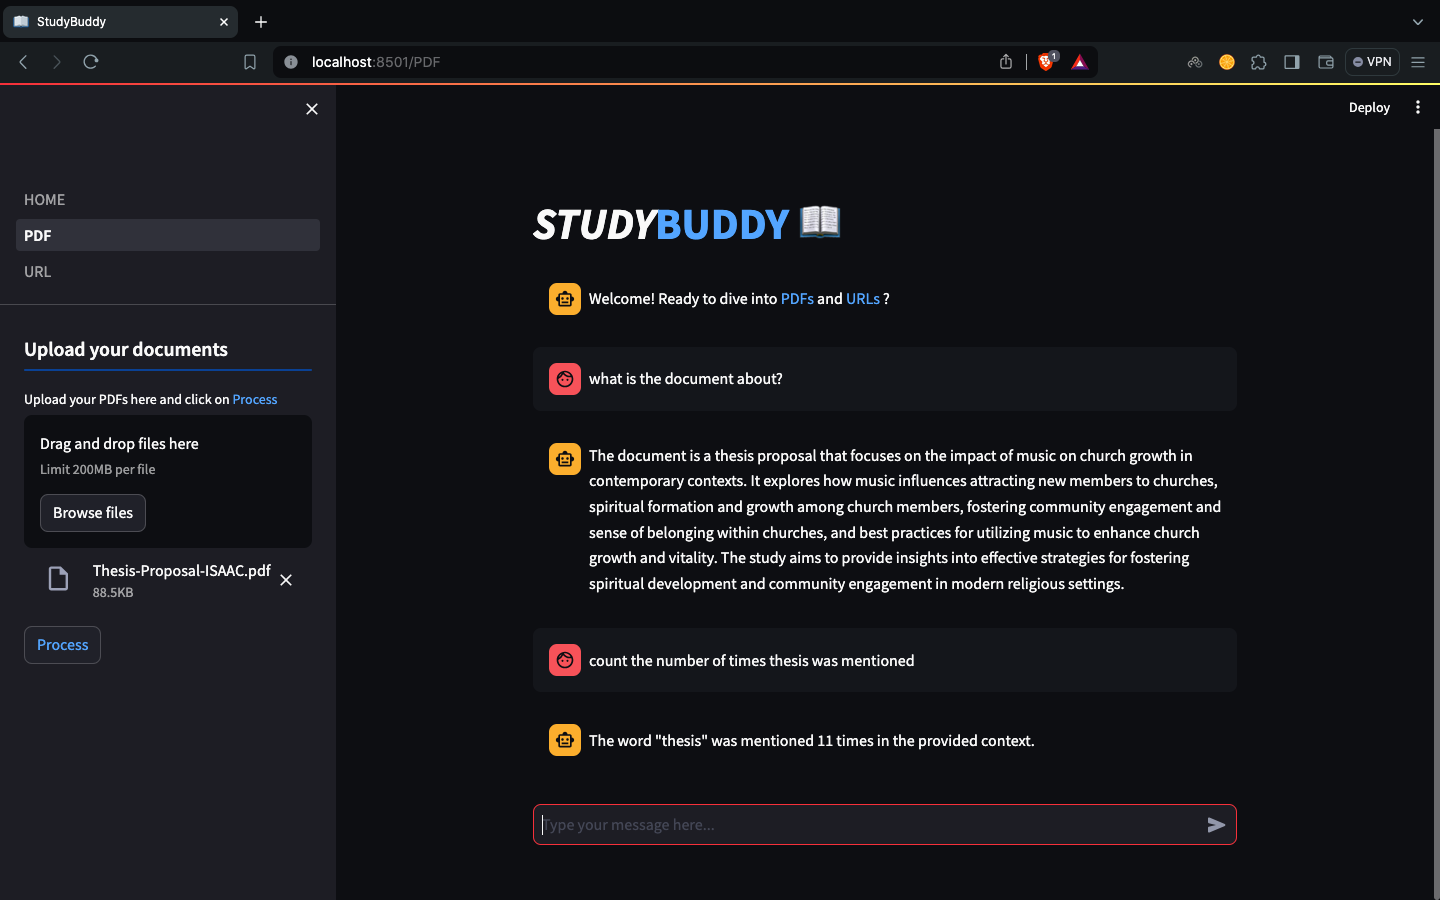 StudyBuddy
localhost:8501/PDF
1
VPN
Deploy
HOME
PDF
URL
Upload your documents
Upload your PDFs here and click on Process
Drag and drop files here
Limit 200MB per file
Browse files
Thesis-Proposal-ISAAC.pdf
88.5KB
Process
STUDYBUDDY
Welcome! Ready to dive into PDFs and URLs ?
what is the document about?
The document is a thesis proposal that focuses on the impact of music on church growth in
contemporary contexts. It explores how music influences attracting new members to churches,
spiritual formation and growth among church members, fostering community engagement and
sense of belonging within churches, and best practices for utilizing music to enhance church
growth and vitality. The study aims to provide insights into effective strategies for fostering
spiritual development and community engagement in modern religious settings.
count the number of times thesis was mentioned
The word "thesis" was mentioned 11 times in the provided context.
Type your message here...